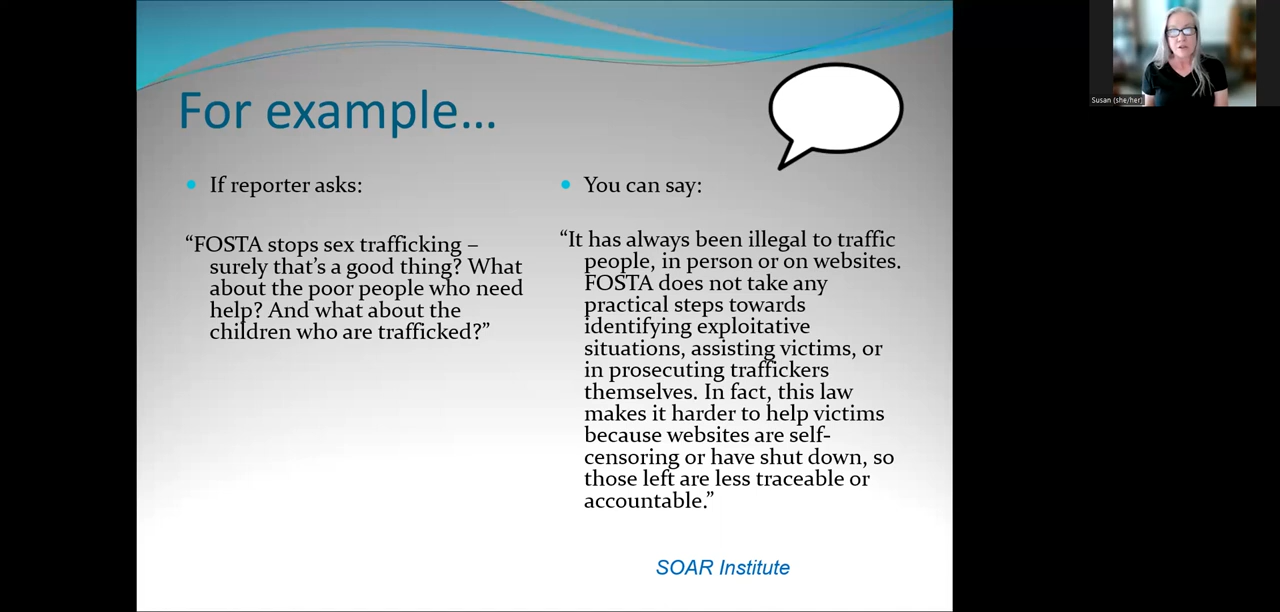 For example...
If reporter asks:
“FOSTA stops sex trafficking –
surely that’s a good thing? What
about the poor people who need
help? And what about the
children who are trafficked?”
You can say:
“It has always been illegal to traffic
people, in person or on websites.
FOSTA does not take any
practical steps towards
identifying exploitative
situations, assisting victims, or
in prosecuting traffickers
themselves. In fact, this law
makes it harder to help victims
because websites are self-
censoring or have shut down, so
those left are less traceable or
accountable.”
SOAR Institute
Susan (she/her)